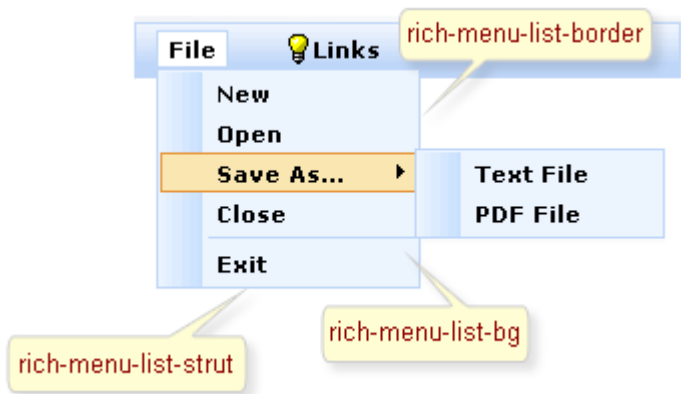 File Links rich-menu-list-border
New
Open
Save As... Text File
Close PDF File
Exit
rich-menu-list-bg
rich-menu-list-strut